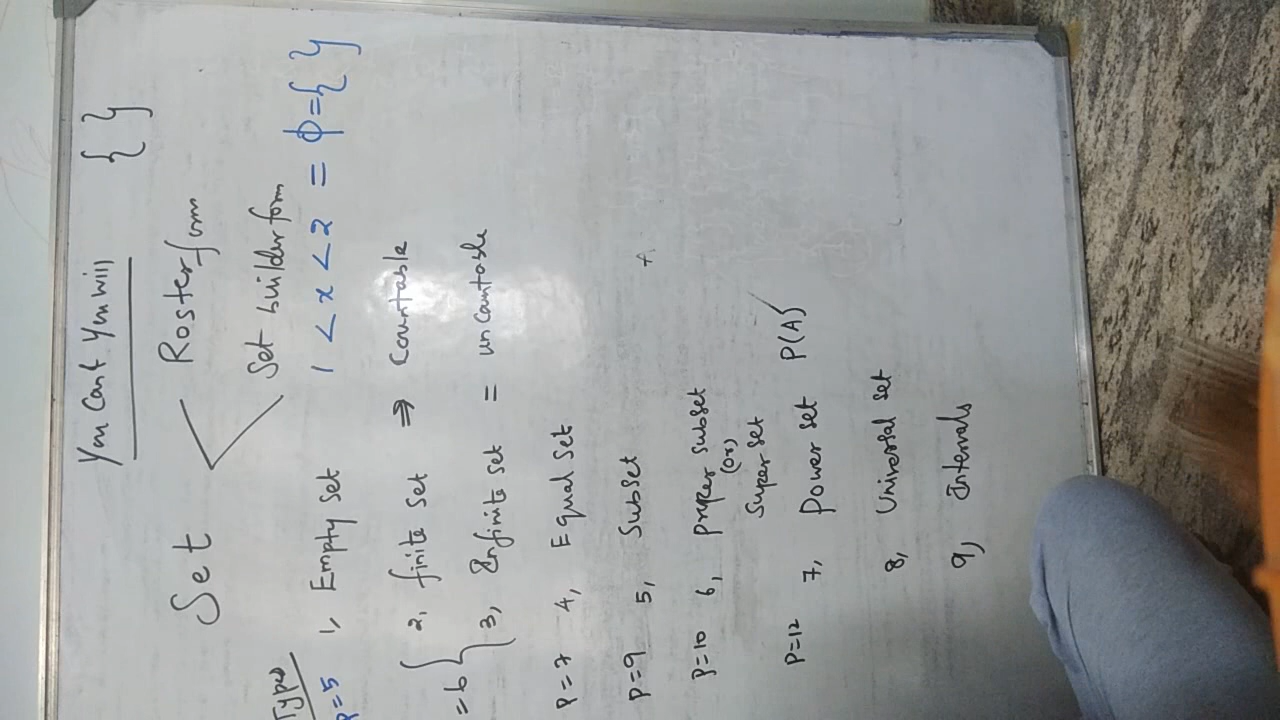 You Can & You Will { }
Set
Roster form
Set builder form
Types
P=5 1, Empty set 1 < x < 2 = ϕ = { }
2, finite set ⇒ Countable
=6 {
3, Infinite set = uncantable
P=7 4, Equal set
P=9 5, Subset
P=10 6, proper subset
(or)
Super set
P=12 7, Power set P(A)
8, Universal set
9, Intervals